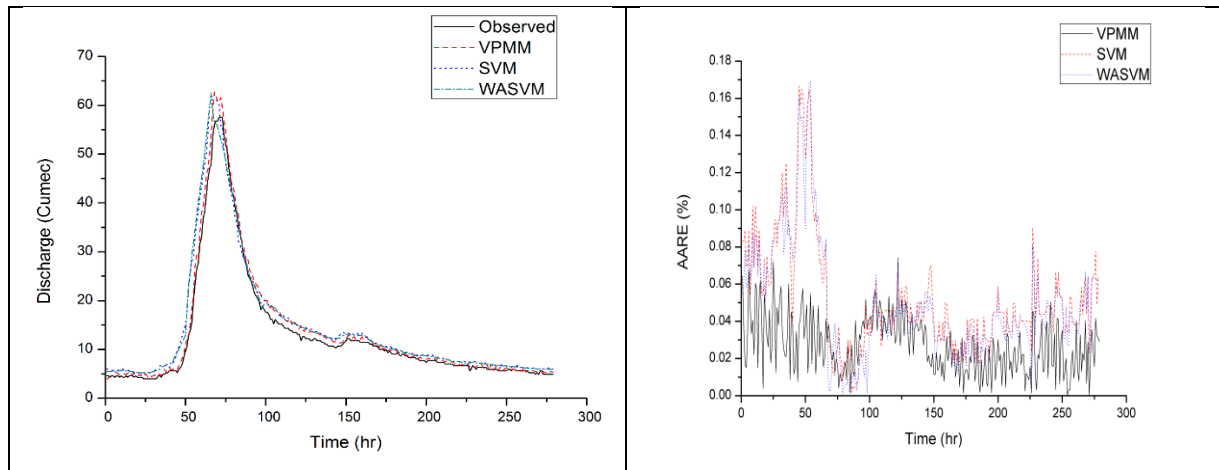 Observed
VPMM
SVM
WASVM
70
60
50
40
30
20
10
0
Discharge (Cumec)
0 50 100 150 200 250 300
Time (hr)
VPMM
SVM
WASVM
0.18
0.16
0.14
0.12
0.10
0.08
0.06
0.04
0.02
0.00
AARE (%)
0 50 100 150 200 250 300
Time (hr)